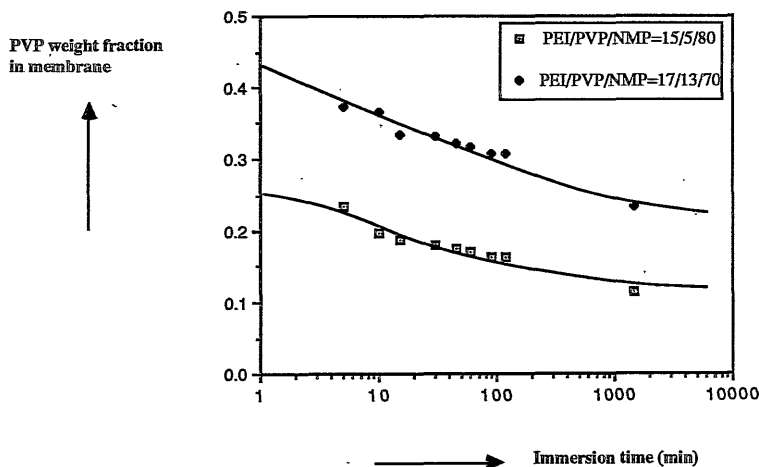 PVP weight fraction
in membrane
0.5
0.4
0.3
0.2
0.1
0.0
PEI/PVP/NMP=15/5/80
PEI/PVP/NMP=17/13/70
1
10
100
1000
10000
Immersion time (min)